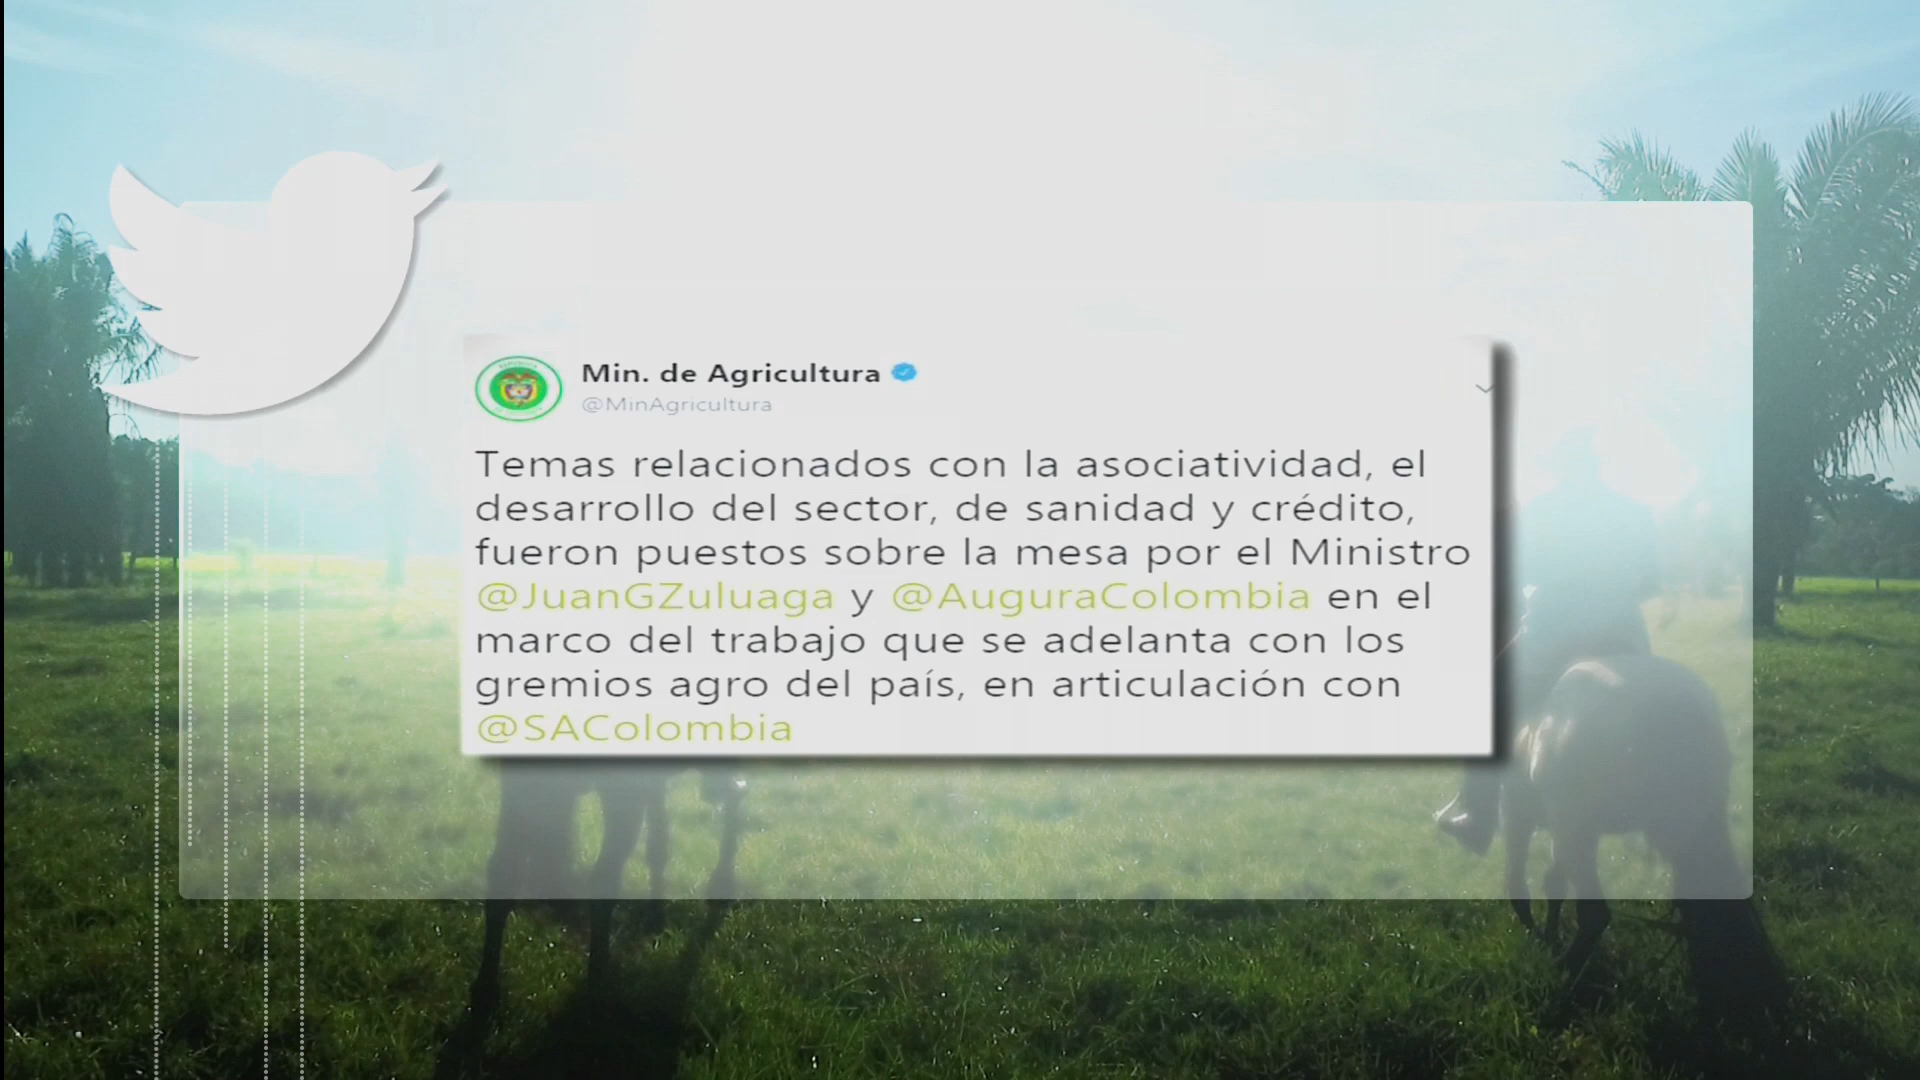 Min. de Agricultura
@MinAgricultura
Temas relacionados con la asociatividad, el
desarrollo del sector, de sanidad y crédito,
fueron puestos sobre la mesa por el Ministro
@JuanGZuluaga y @AuguraColombia en el
marco del trabajo que se adelanta con los
gremios agro del país, en articulación con
@SAColombia